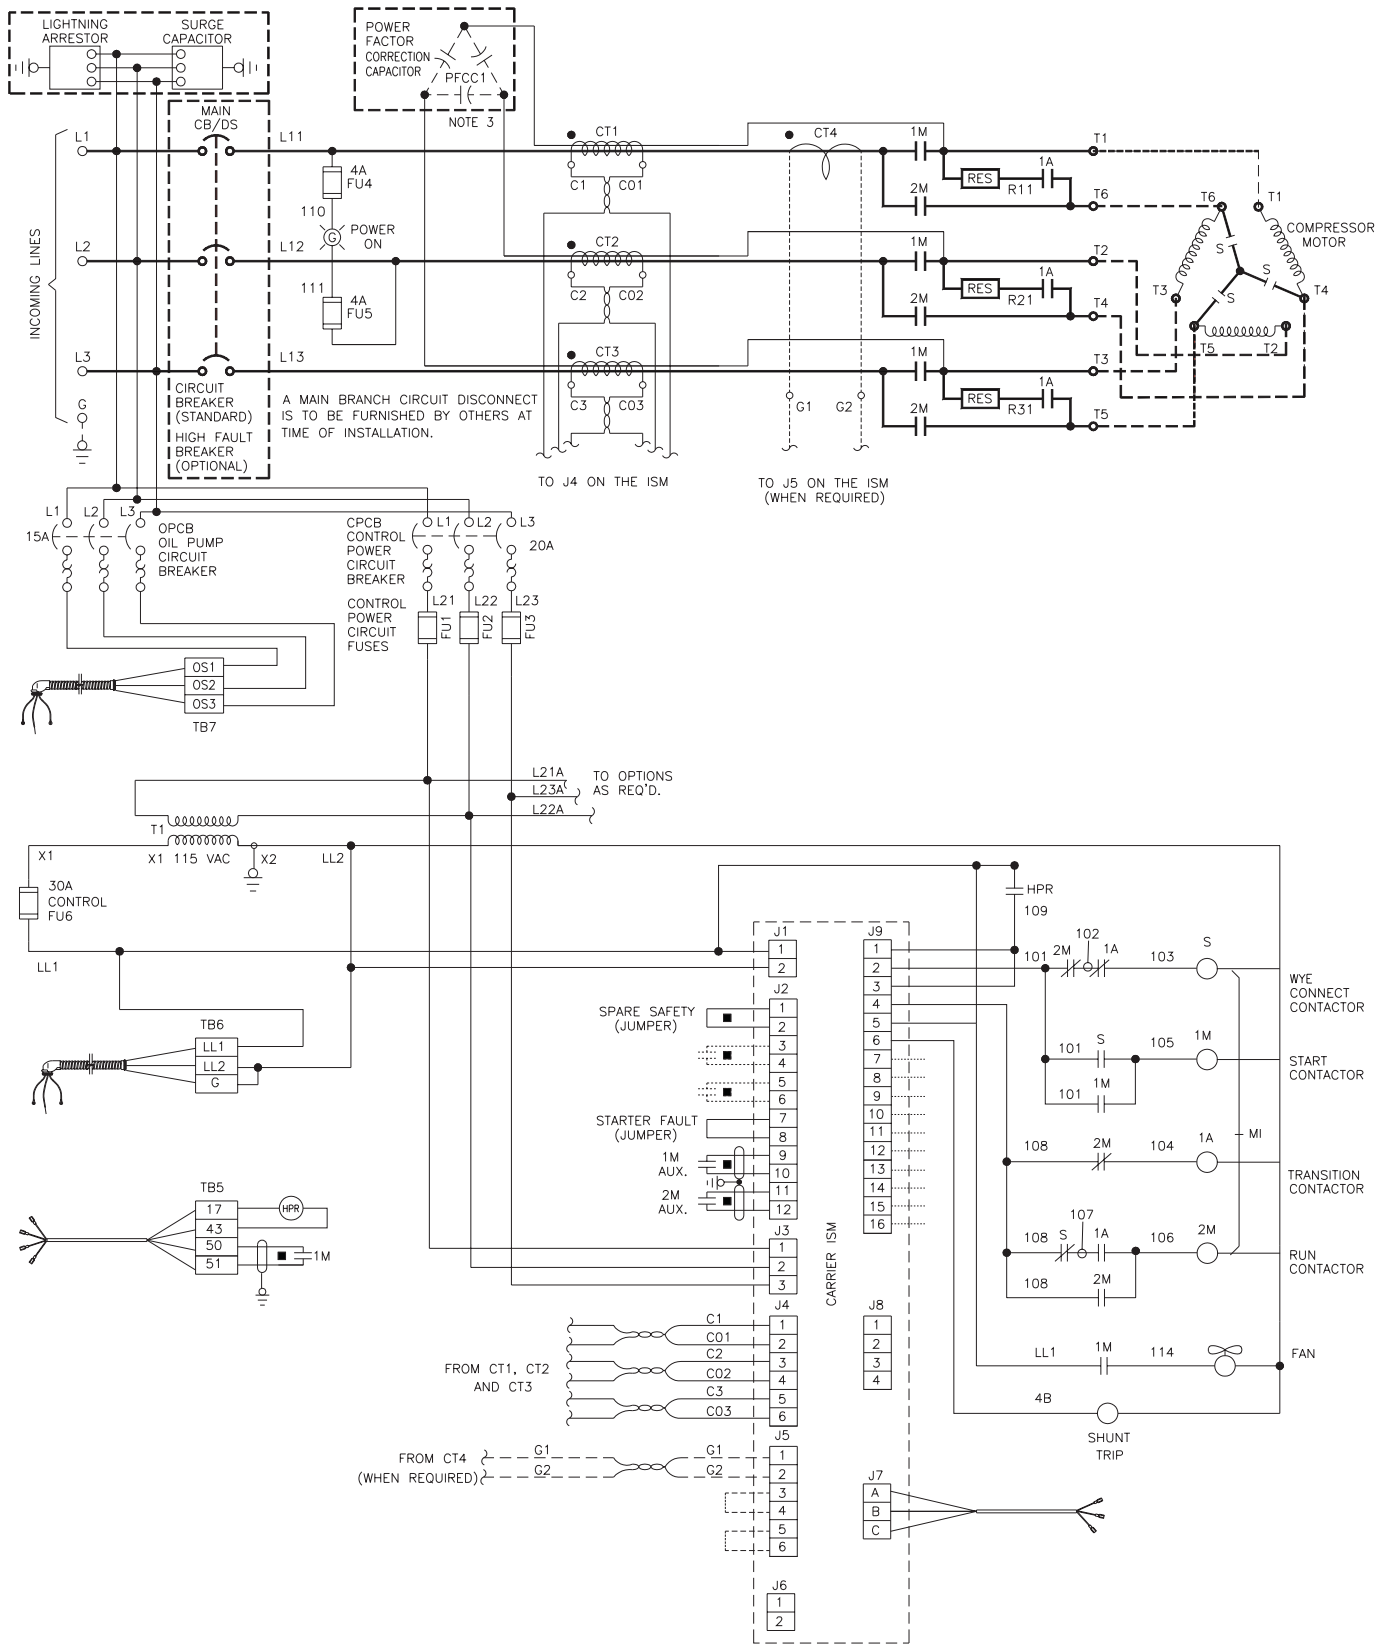 LIGHTNING
ARRESTOR
SURGE
CAPACITOR
POWER
FACTOR
CORRECTION
CAPACITOR
PFCC1
NOTE 3
MAIN
CB/DS
INCOMING LINES
L1
L2
L3
G
L11
L12
L13
4A
FU4
110
G
POWER
ON
111
4A
FU5
CIRCUIT
BREAKER
(STANDARD)
HIGH FAULT
BREAKER
(OPTIONAL)
A MAIN BRANCH CIRCUIT DISCONNECT
IS TO BE FURNISHED BY OTHERS AT
TIME OF INSTALLATION.
CT1
C1
C01
CT2
C2
C02
CT3
C3
C03
TO J4 ON THE ISM
CT4
G1
G2
TO J5 ON THE ISM
(WHEN REQUIRED)
1M
RES
R11
1A
2M
T1
T6
1M
RES
R21
1A
2M
T2
T4
1M
RES
R31
1A
2M
T3
T5
T6
T1
COMPRESSOR
MOTOR
S
S
S
T3
T4
T5
T2
L1
L2
L3
15A
OPCB
OIL PUMP
CIRCUIT
BREAKER
CPCB
CONTROL
POWER
CIRCUIT
BREAKER
L1
L2
L3
20A
CONTROL
POWER
CIRCUIT
FUSES
L21
L22
L23
FU1
FU2
FU3
OS1
OS2
OS3
TB7
L21A
L23A
L22A
TO OPTIONS
AS REQ'D.
T1
X1
X1 115 VAC
X2
LL2
30A
CONTROL
FU6
LL1
TB6
LL1
LL2
G
TB5
17
43
50
51
HPR
1M
SPARE SAFETY
(JUMPER)
STARTER FAULT
(JUMPER)
1M
AUX.
2M
AUX.
J1
1
2
J2
1
2
3
4
5
6
7
8
9
10
11
12
J3
1
2
3
J4
1
2
3
4
5
6
C1
C01
C2
C02
C3
C03
FROM CT1, CT2
AND CT3
J5
1
2
3
4
5
6
FROM CT4
(WHEN REQUIRED)
G1
G2
G1
G2
J6
1
2
CARRIER ISM
J9
1
2
3
4
5
6
7
8
9
10
11
12
13
14
15
16
J8
1
2
3
4
J7
A
B
C
HPR
109
101
2M
102
1A
103
S
WYE
CONNECT
CONTACTOR
101
S
105
1M
START
CONTACTOR
101
1M
MI
108
2M
104
1A
TRANSITION
CONTACTOR
108
S
107
1A
106
2M
RUN
CONTACTOR
108
2M
LL1
1M
114
FAN
4B
SHUNT
TRIP